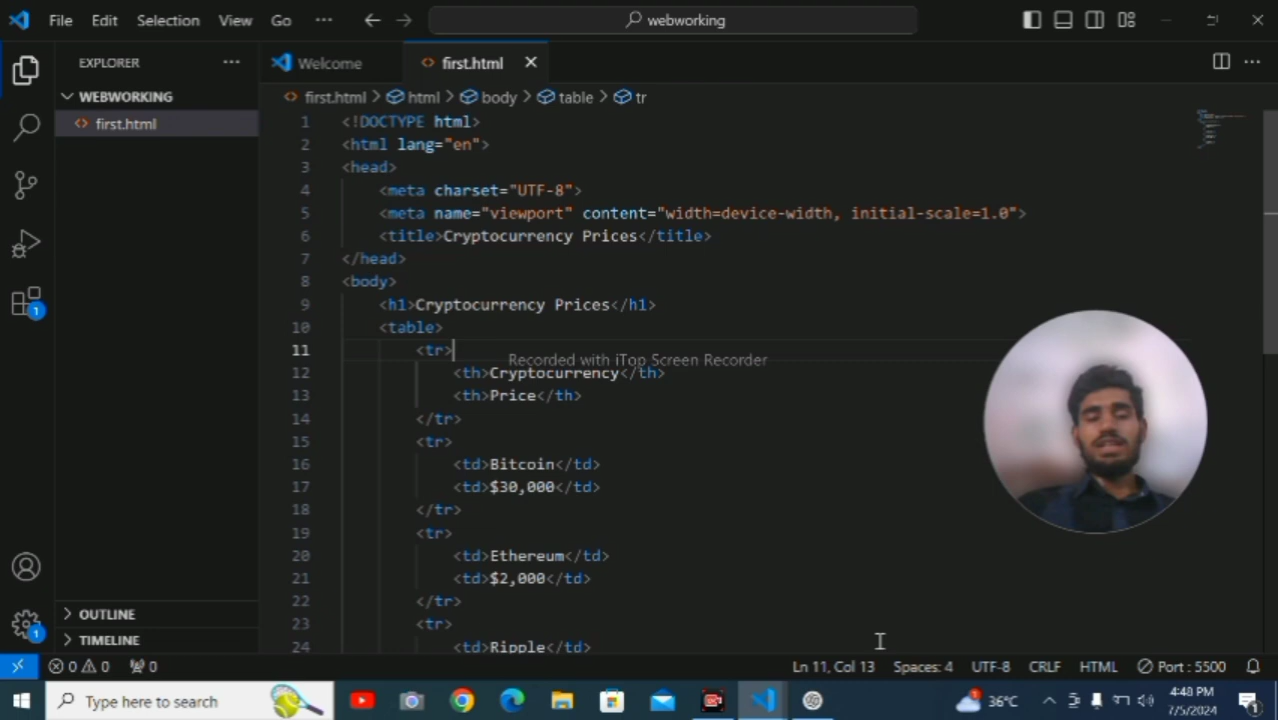 File Edit Selection View Go ··· webworking
EXPLORER ··· Welcome first.html
WEBWORKING
first.html
first.html > html > body > table > tr
1 <!DOCTYPE html>
2 <html lang="en">
3 <head>
4 <meta charset="UTF-8">
5 <meta name="viewport" content="width=device-width, initial-scale=1.0">
6 <title>Cryptocurrency Prices</title>
7 </head>
8 <body>
9 <h1>Cryptocurrency Prices</h1>
10 <table>
11 <tr>
Recorded with iTop Screen Recorder
12 <th>Cryptocurrency</th>
13 <th>Price</th>
14 </tr>
15 <tr>
16 <td>Bitcoin</td>
17 <td>$30,000</td>
18 </tr>
19 <tr>
20 <td>Ethereum</td>
21 <td>$2,000</td>
22 </tr>
23 <tr>
24 <td>Ripple</td>
1
1
OUTLINE
TIMELINE
0 0 0 Ln 11, Col 13 Spaces: 4 UTF-8 CRLF HTML Port : 5500
Type here to search 36°C 4:48 PM
7/5/2024